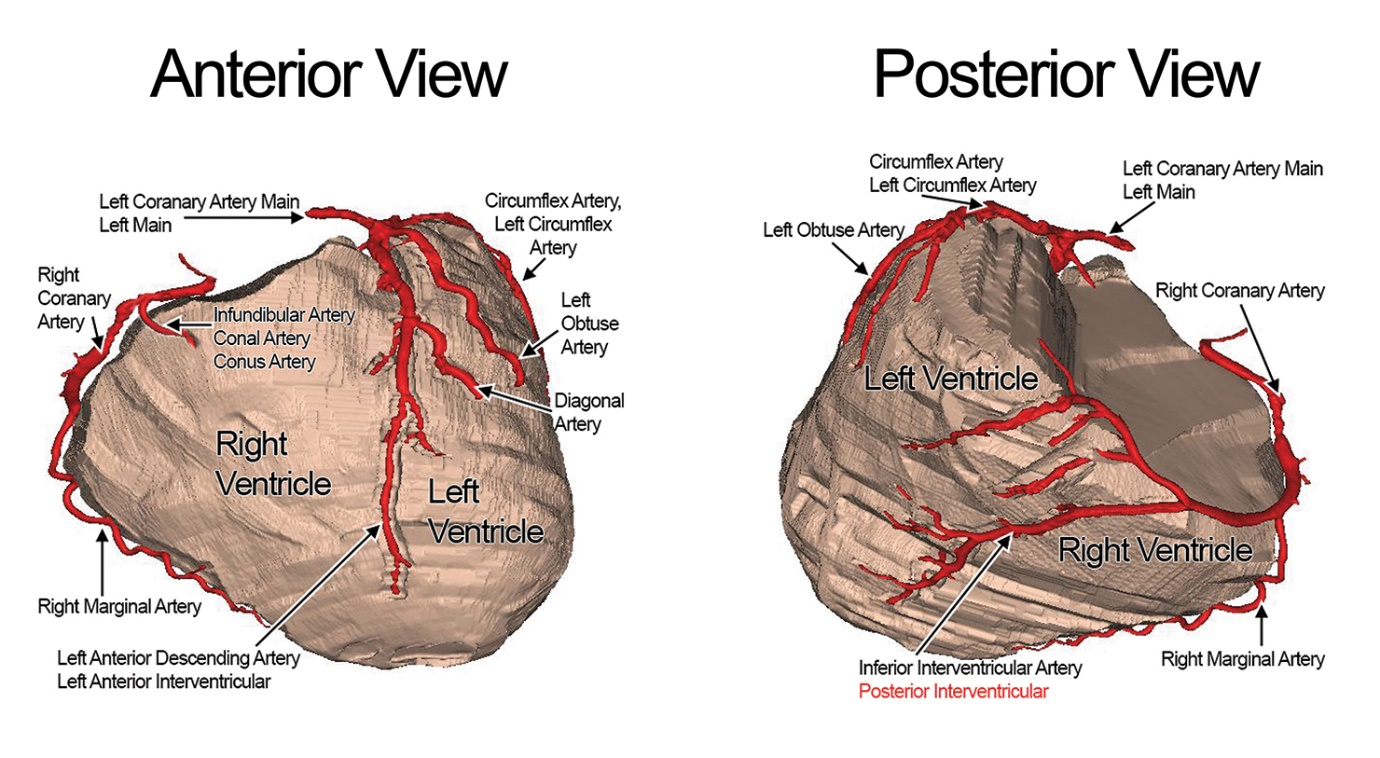 Anterior View
Left Coranary Artery Main
Left Main
Circumflex Artery,
Left Circumflex
Artery
Right
Coranary
Artery
Infundibular Artery
Conal Artery
Conus Artery
Left
Obtuse
Artery
Diagonal
Artery
Right
Ventricle
Left
Ventricle
Right Marginal Artery
Left Anterior Descending Artery
Left Anterior Interventricular
Posterior View
Circumflex Artery
Left Circumflex Artery
Left Coranary Artery Main
Left Main
Left Obtuse Artery
Right Coranary Artery
Left Ventricle
Right Ventricle
Inferior Interventricular Artery
Posterior Interventricular
Right Marginal Artery